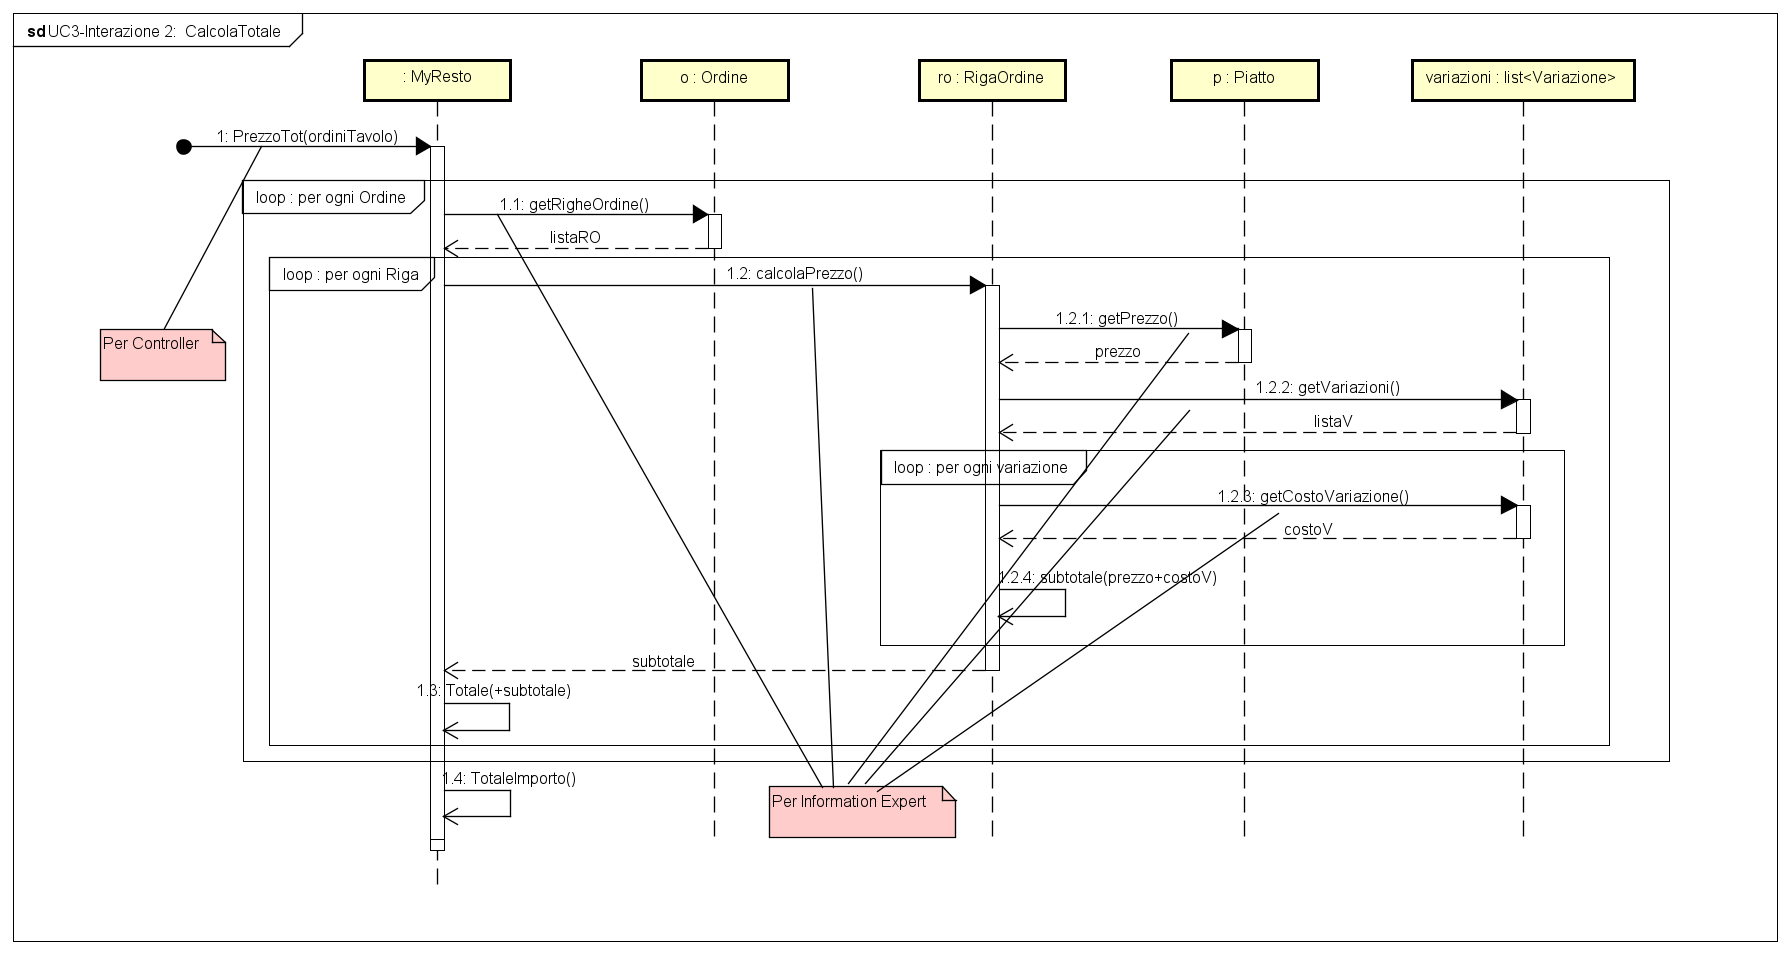 sd UC3-Interazione 2: CalcolaTotale
: MyResto
o : Ordine
ro : RigaOrdine
p : Piatto
variazioni : list<Variazione>
1: PrezzoTot(ordiniTavolo)
loop : per ogni Ordine
1.1: getRigheOrdine()
listaRO
loop : per ogni Riga
1.2: calcolaPrezzo()
1.2.1: getPrezzo()
Per Controller
prezzo
1.2.2: getVariazioni()
listaV
loop : per ogni variazione
1.2.3: getCostoVariazione()
costoV
1.2.4: subtotale(prezzo+costoV)
subtotale
1.3: Totale(+subtotale)
1.4: TotaleImporto()
Per Information Expert